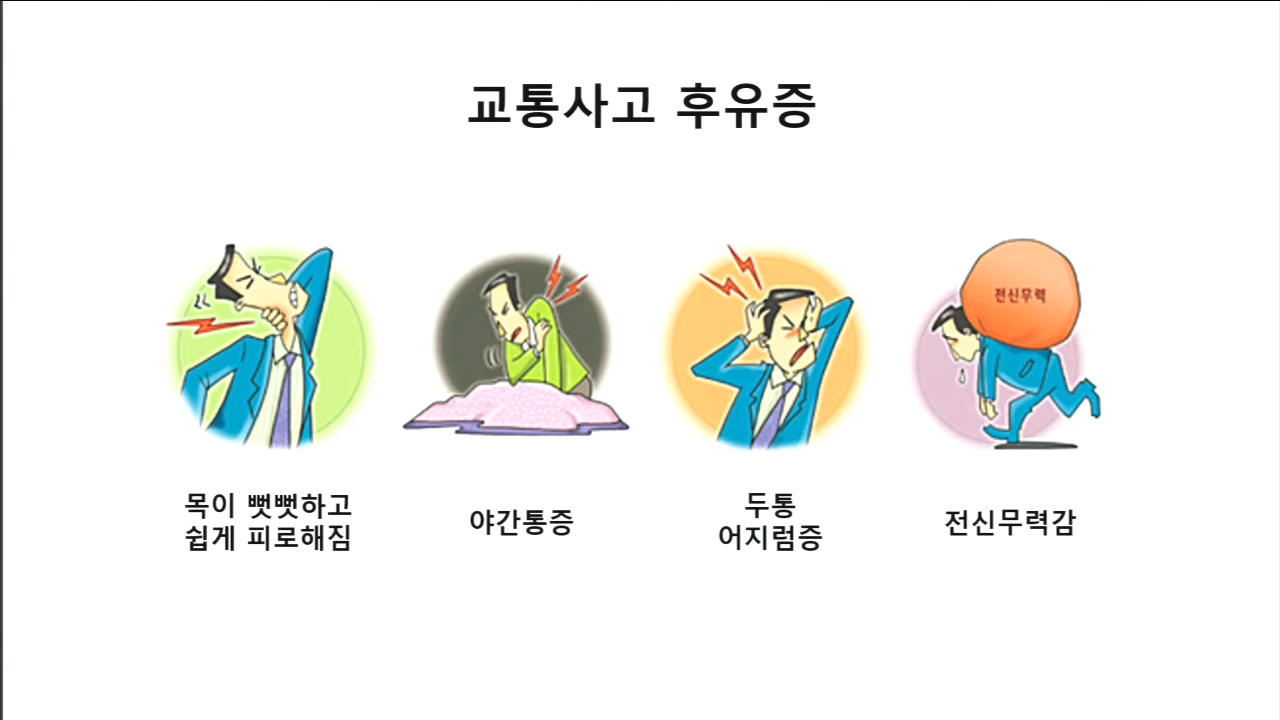 교통사고 후유증
전신무력
목이 뻣뻣하고
쉽게 피로해짐
야간통증
두통
어지럼증
전신무력감